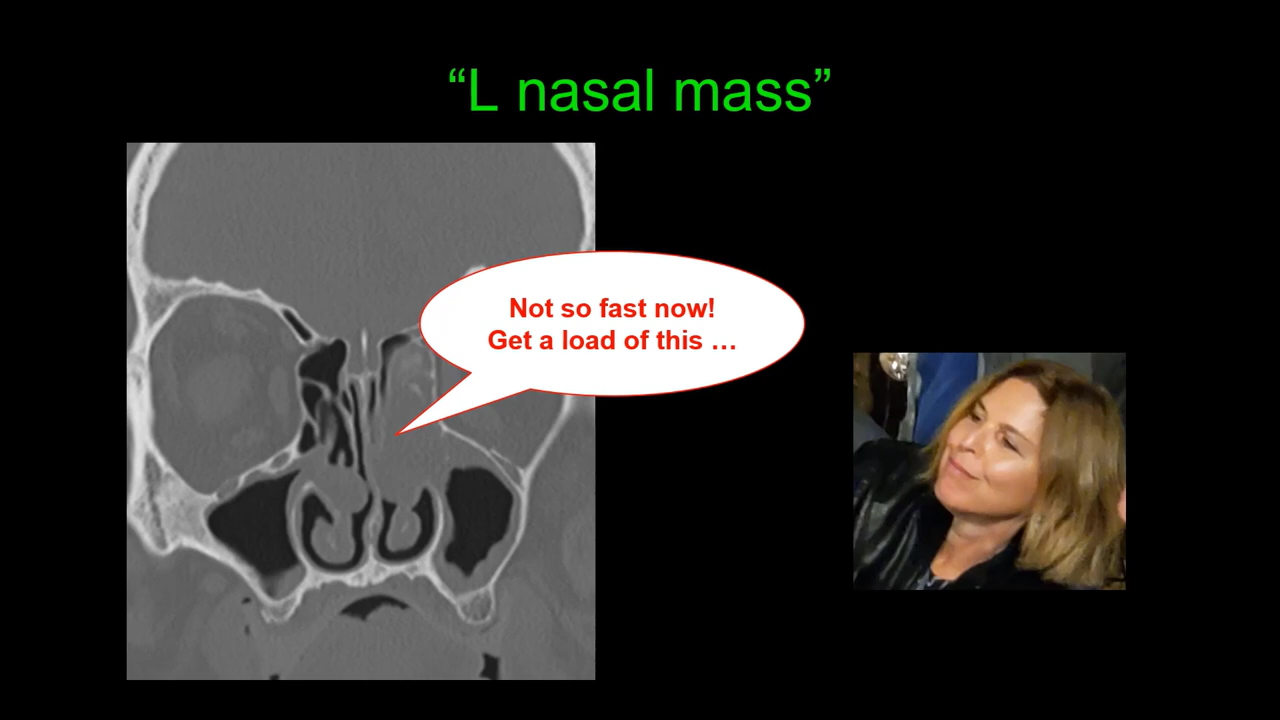 “L nasal mass”
Not so fast now!
Get a load of this …